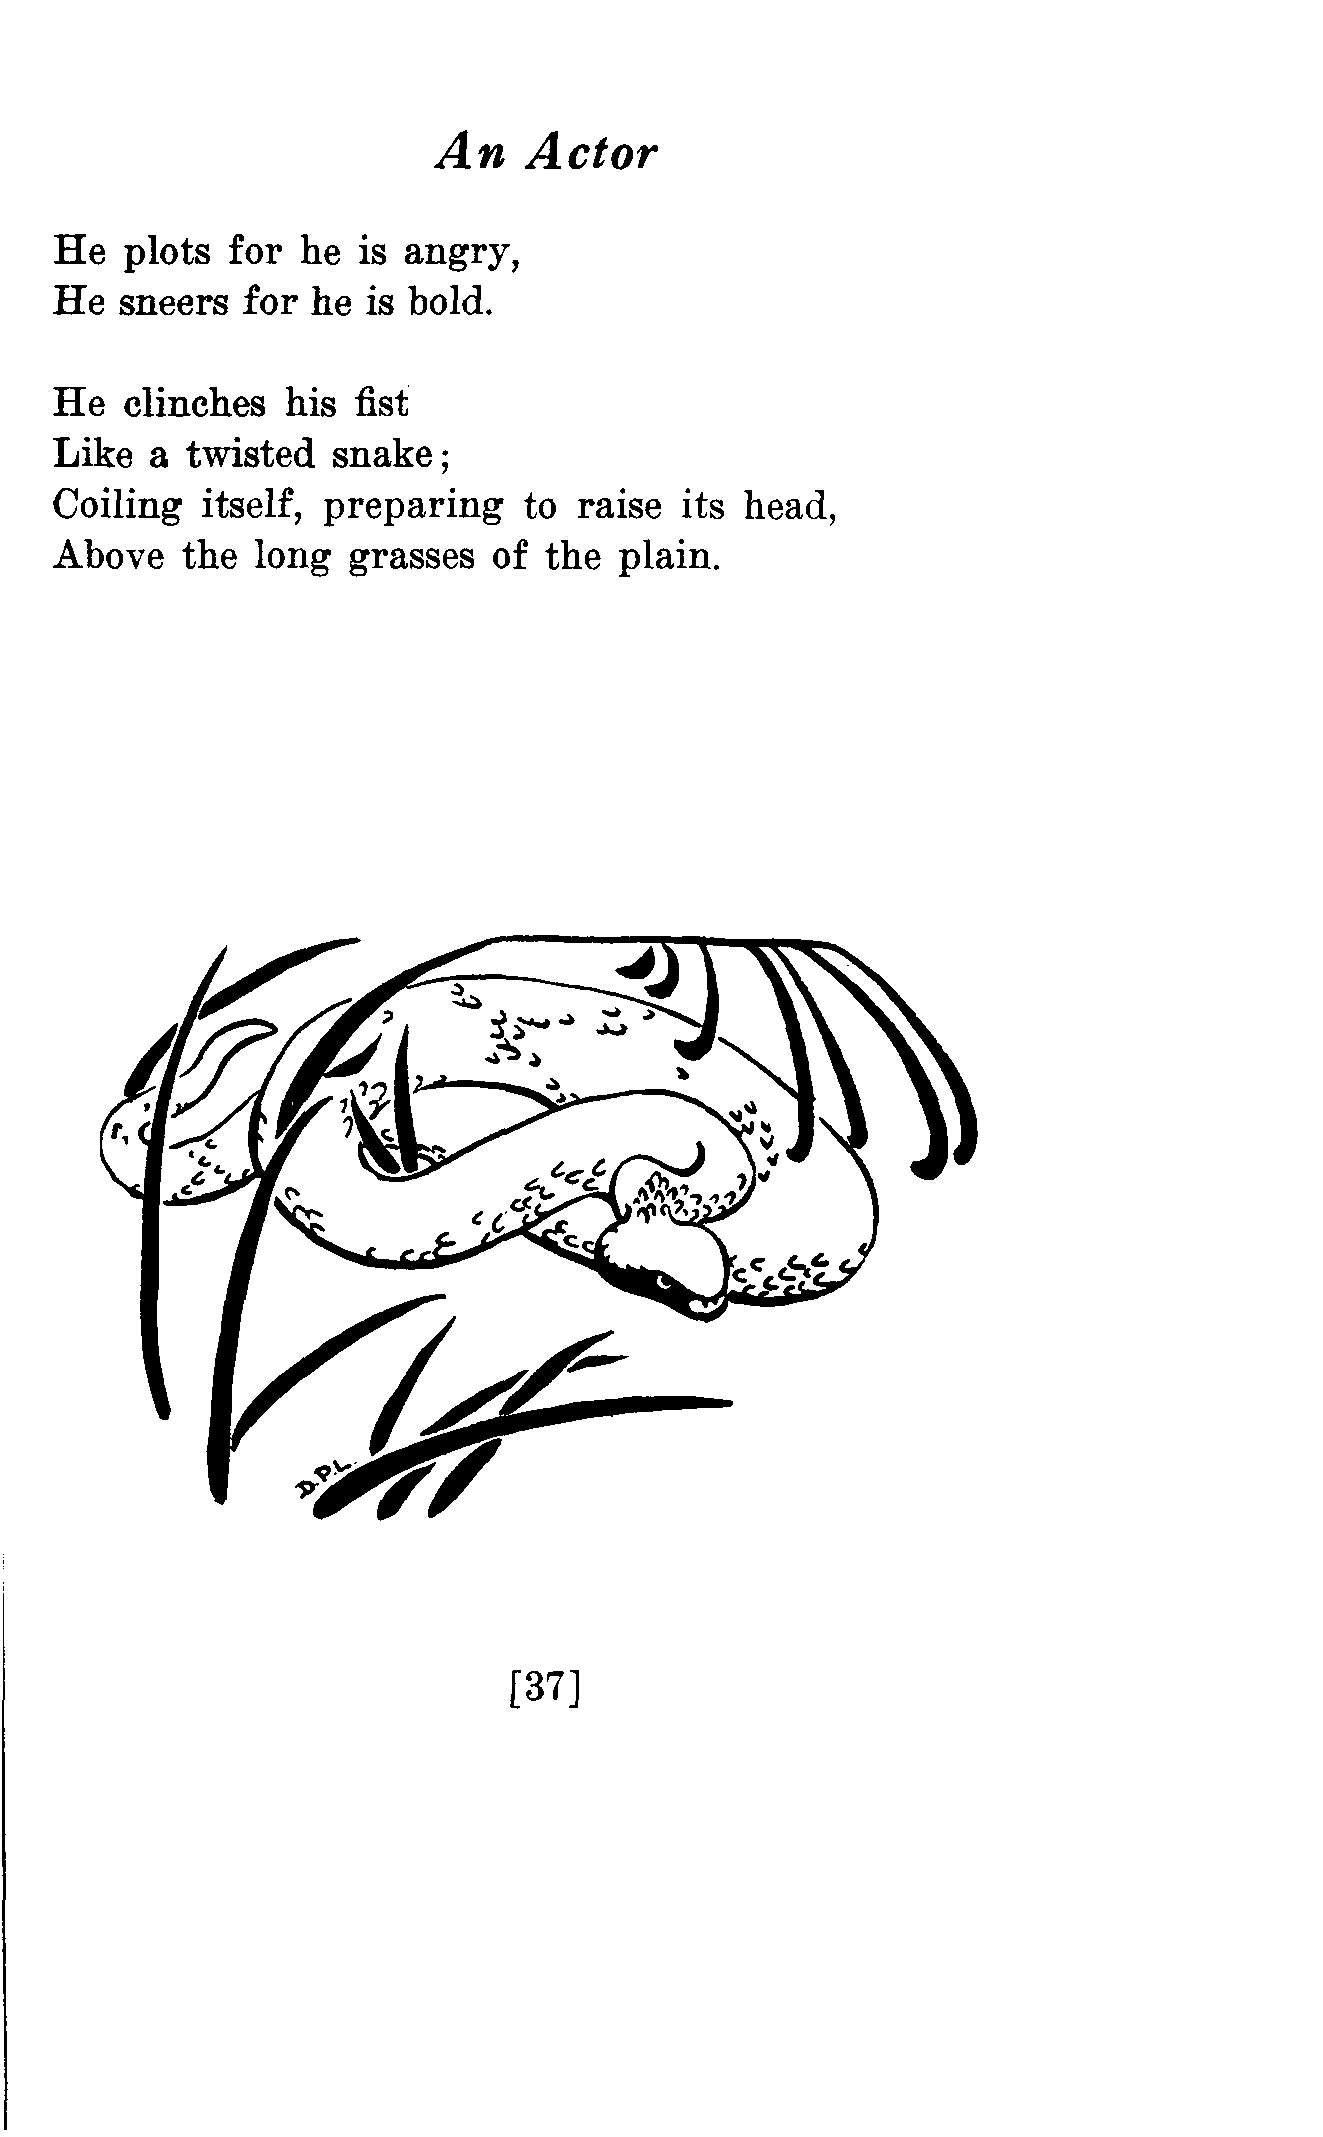 An Actor
He plots for he is angry,
He sneers for he is bold.
He clinches his fist
Like a twisted snake;
Coiling itself, preparing to raise its head,
Above the long grasses of the plain.
D.P.L.
[37]